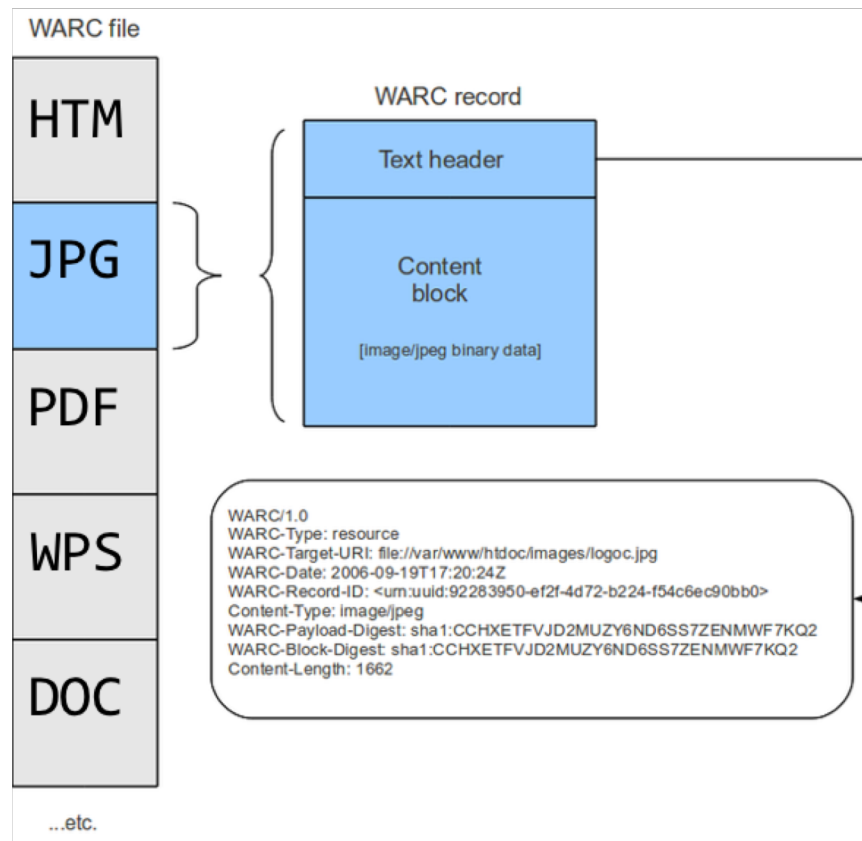 WARC file
HTM
JPG
PDF
WPS
DOC
...etc.
WARC record
Text header
Content
block
[image/jpeg binary data]
WARC/1.0
WARC-Type: resource
WARC-Target-URI: file://var/www/htdoc/images/logoc.jpg
WARC-Date: 2006-09-19T17:20:24Z
WARC-Record-ID: <urn:uuid:92283950-ef2f-4d72-b224-f54c6ec90bb0>
Content-Type: image/jpeg
WARC-Payload-Digest: sha1:CCHXETFVJD2MUZY6ND6SS7ZENMWF7KQ2
WARC-Block-Digest: sha1:CCHXETFVJD2MUZY6ND6SS7ZENMWF7KQ2
Content-Length: 1662